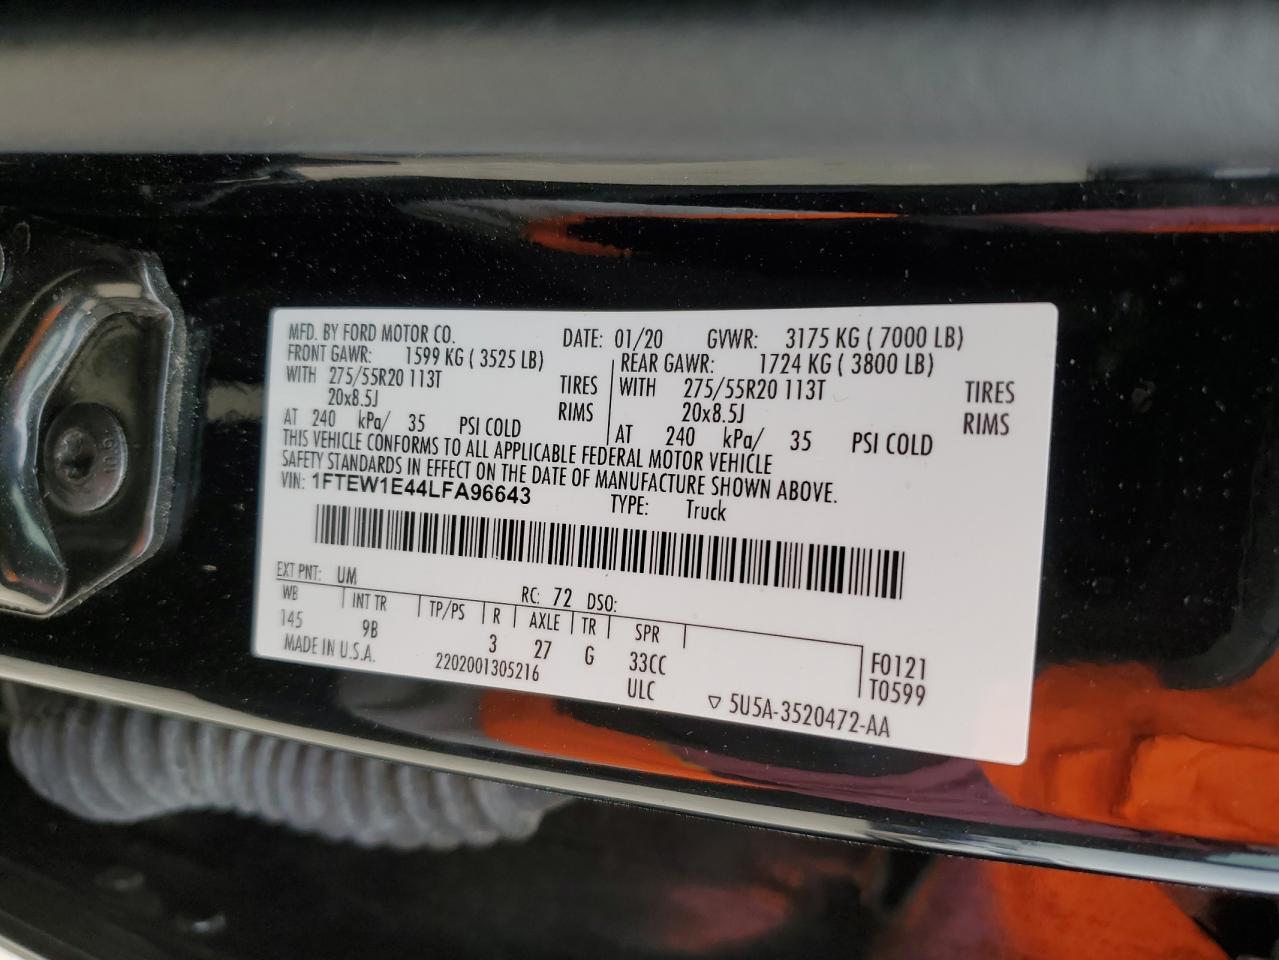 MFD. BY FORD MOTOR CO. DATE: 01/20 GVWR: 3175 KG ( 7000 LB)
FRONT GAWR: 1599 KG ( 3525 LB) REAR GAWR: 1724 KG ( 3800 LB)
WITH 275/55R20 113T TIRES WITH 275/55R20 113T TIRES
20x8.5J RIMS 20x8.5J RIMS
AT 240 kPa/ 35 PSI COLD AT 240 kPa/ 35 PSI COLD
THIS VEHICLE CONFORMS TO ALL APPLICABLE FEDERAL MOTOR VEHICLE
SAFETY STANDARDS IN EFFECT ON THE DATE OF MANUFACTURE SHOWN ABOVE.
VIN: 1FTEW1E44LFA96643 TYPE: Truck
EXT PNT: UM RC: 72 DSO:
WB INT TR TP/PS R AXLE TR SPR
145 9B 3 27 G 33CC F0121
MADE IN U.S.A. 2202001305216 ULC T0599
▽ 5U5A-3520472-AA